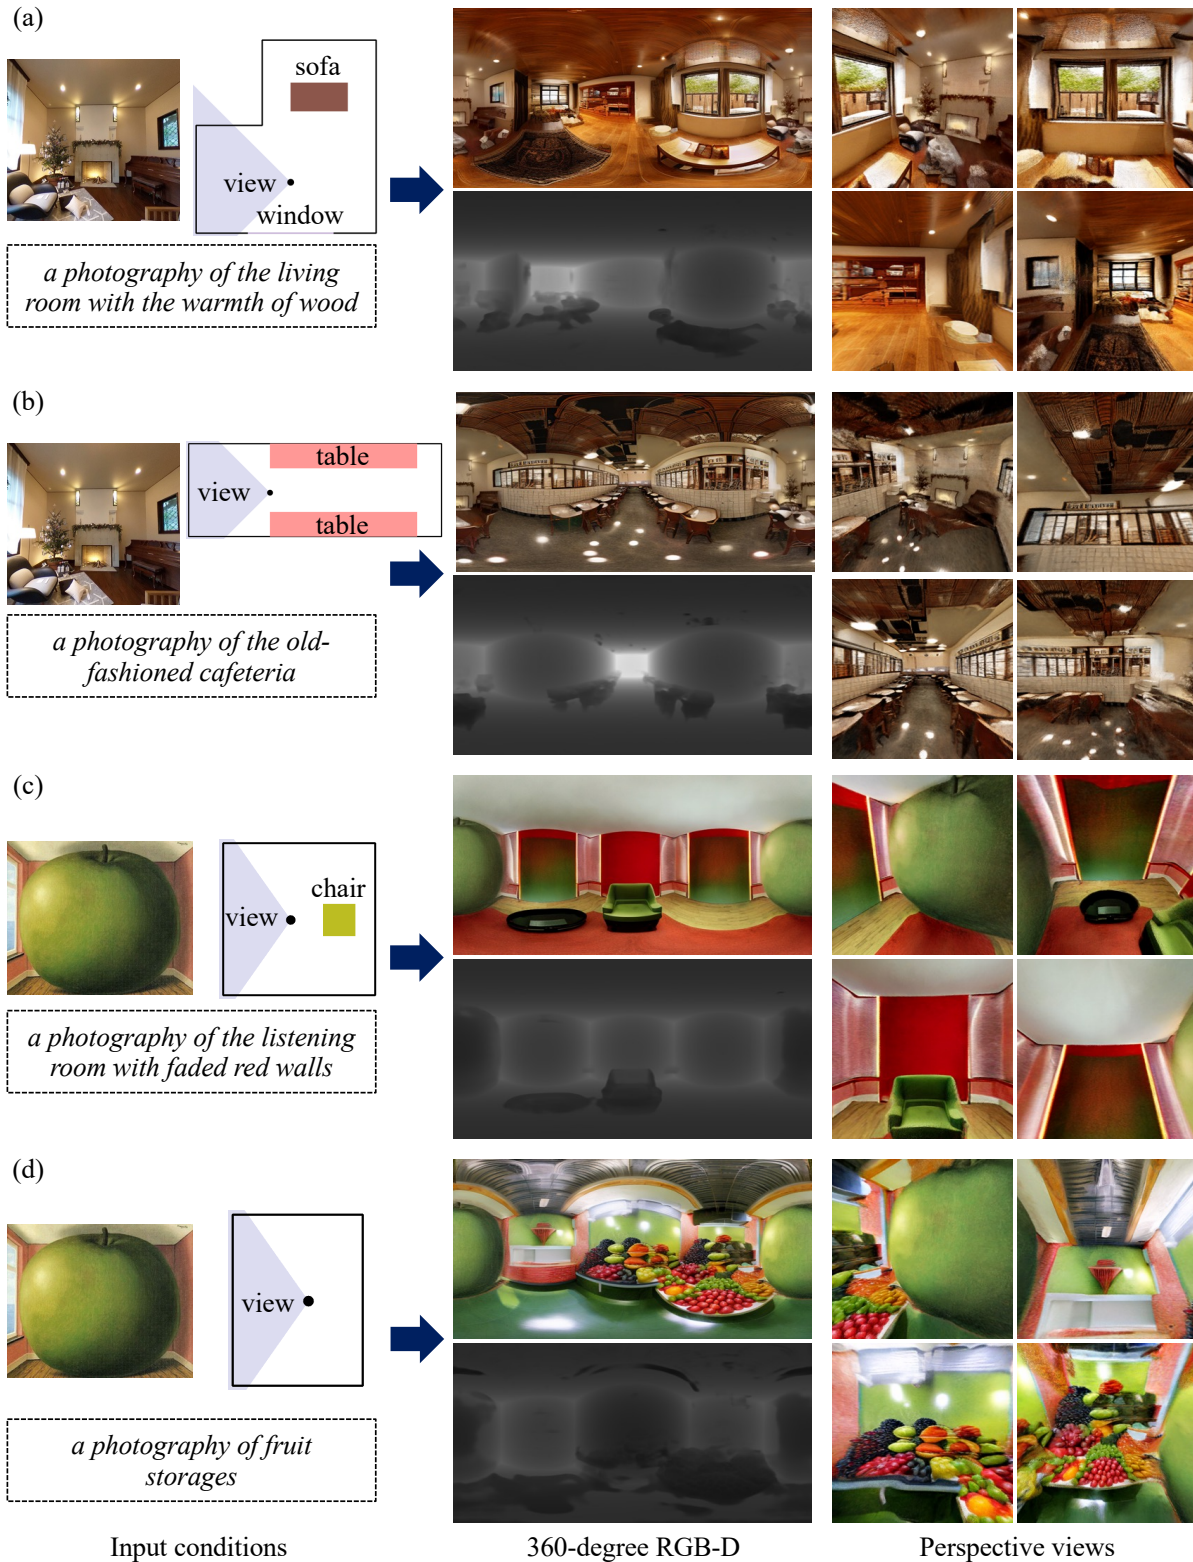 (a)
sofa
view
window
a photography of the living
room with the warmth of wood
(b)
table
view
table
a photography of the old-
fashioned cafeteria
(c)
chair
view
a photography of the listening
room with faded red walls
(d)
view
a photography of fruit
storages
Input conditions
360-degree RGB-D
Perspective views